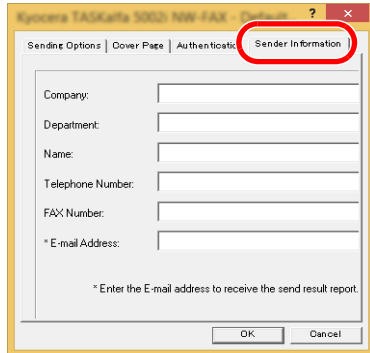 Kyocera TASKalfa 5002i NW-FAX - Default... ?
Sending Options Cover Page Authentication Sender Information
Company:
Department:
Name:
Telephone Number:
FAX Number:
* E-mail Address:
* Enter the E-mail address to receive the send result report.
OK Cancel